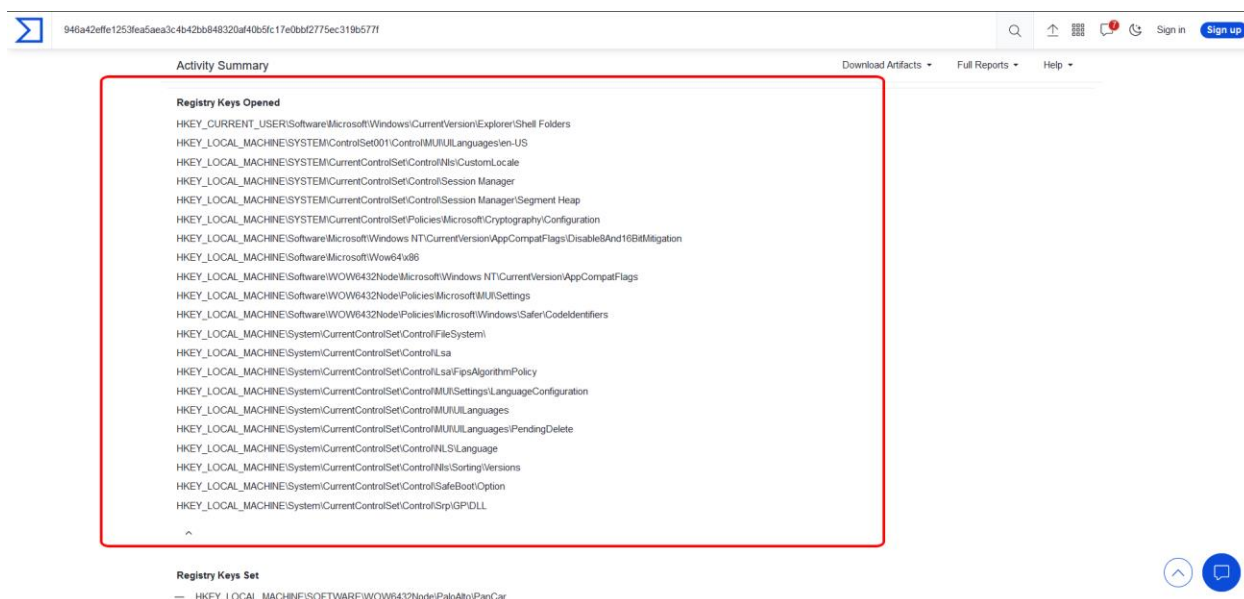 946a42effe1253fea5aea3c4b42bb848320af40b5fc17e0bbf2775ec319b577f
7
Sign in
Sign up
Activity Summary
Download Artifacts
Full Reports
Help
Registry Keys Opened
HKEY_CURRENT_USER\Software\Microsoft\Windows\CurrentVersion\Explorer\Shell Folders
HKEY_LOCAL_MACHINE\SYSTEM\ControlSet001\Control\MUI\UILanguages\en-US
HKEY_LOCAL_MACHINE\SYSTEM\CurrentControlSet\Control\Nls\CustomLocale
HKEY_LOCAL_MACHINE\SYSTEM\CurrentControlSet\Control\Session Manager
HKEY_LOCAL_MACHINE\SYSTEM\CurrentControlSet\Control\Session Manager\Segment Heap
HKEY_LOCAL_MACHINE\SYSTEM\CurrentControlSet\Policies\Microsoft\Cryptography\Configuration
HKEY_LOCAL_MACHINE\Software\Microsoft\Windows NT\CurrentVersion\AppCompatFlags\Disable8And16BitMitigation
HKEY_LOCAL_MACHINE\Software\Microsoft\Wow64\x86
HKEY_LOCAL_MACHINE\Software\WOW6432Node\Microsoft\Windows NT\CurrentVersion\AppCompatFlags
HKEY_LOCAL_MACHINE\Software\WOW6432Node\Policies\Microsoft\MUI\Settings
HKEY_LOCAL_MACHINE\Software\WOW6432Node\Policies\Microsoft\Windows\Safer\CodeIdentifiers
HKEY_LOCAL_MACHINE\System\CurrentControlSet\Control\FileSystem\
HKEY_LOCAL_MACHINE\System\CurrentControlSet\Control\Lsa
HKEY_LOCAL_MACHINE\System\CurrentControlSet\Control\Lsa\FipsAlgorithmPolicy
HKEY_LOCAL_MACHINE\System\CurrentControlSet\Control\MUI\Settings\LanguageConfiguration
HKEY_LOCAL_MACHINE\System\CurrentControlSet\Control\MUI\UILanguages
HKEY_LOCAL_MACHINE\System\CurrentControlSet\Control\MUI\UILanguages\PendingDelete
HKEY_LOCAL_MACHINE\System\CurrentControlSet\Control\NLS\Language
HKEY_LOCAL_MACHINE\System\CurrentControlSet\Control\Nls\Sorting\Versions
HKEY_LOCAL_MACHINE\System\CurrentControlSet\Control\SafeBoot\Option
HKEY_LOCAL_MACHINE\System\CurrentControlSet\Control\Srp\GP\DLL
Registry Keys Set
— HKEY_LOCAL_MACHINE\SOFTWARE\WOW6432Node\PaloAlto\PanCar